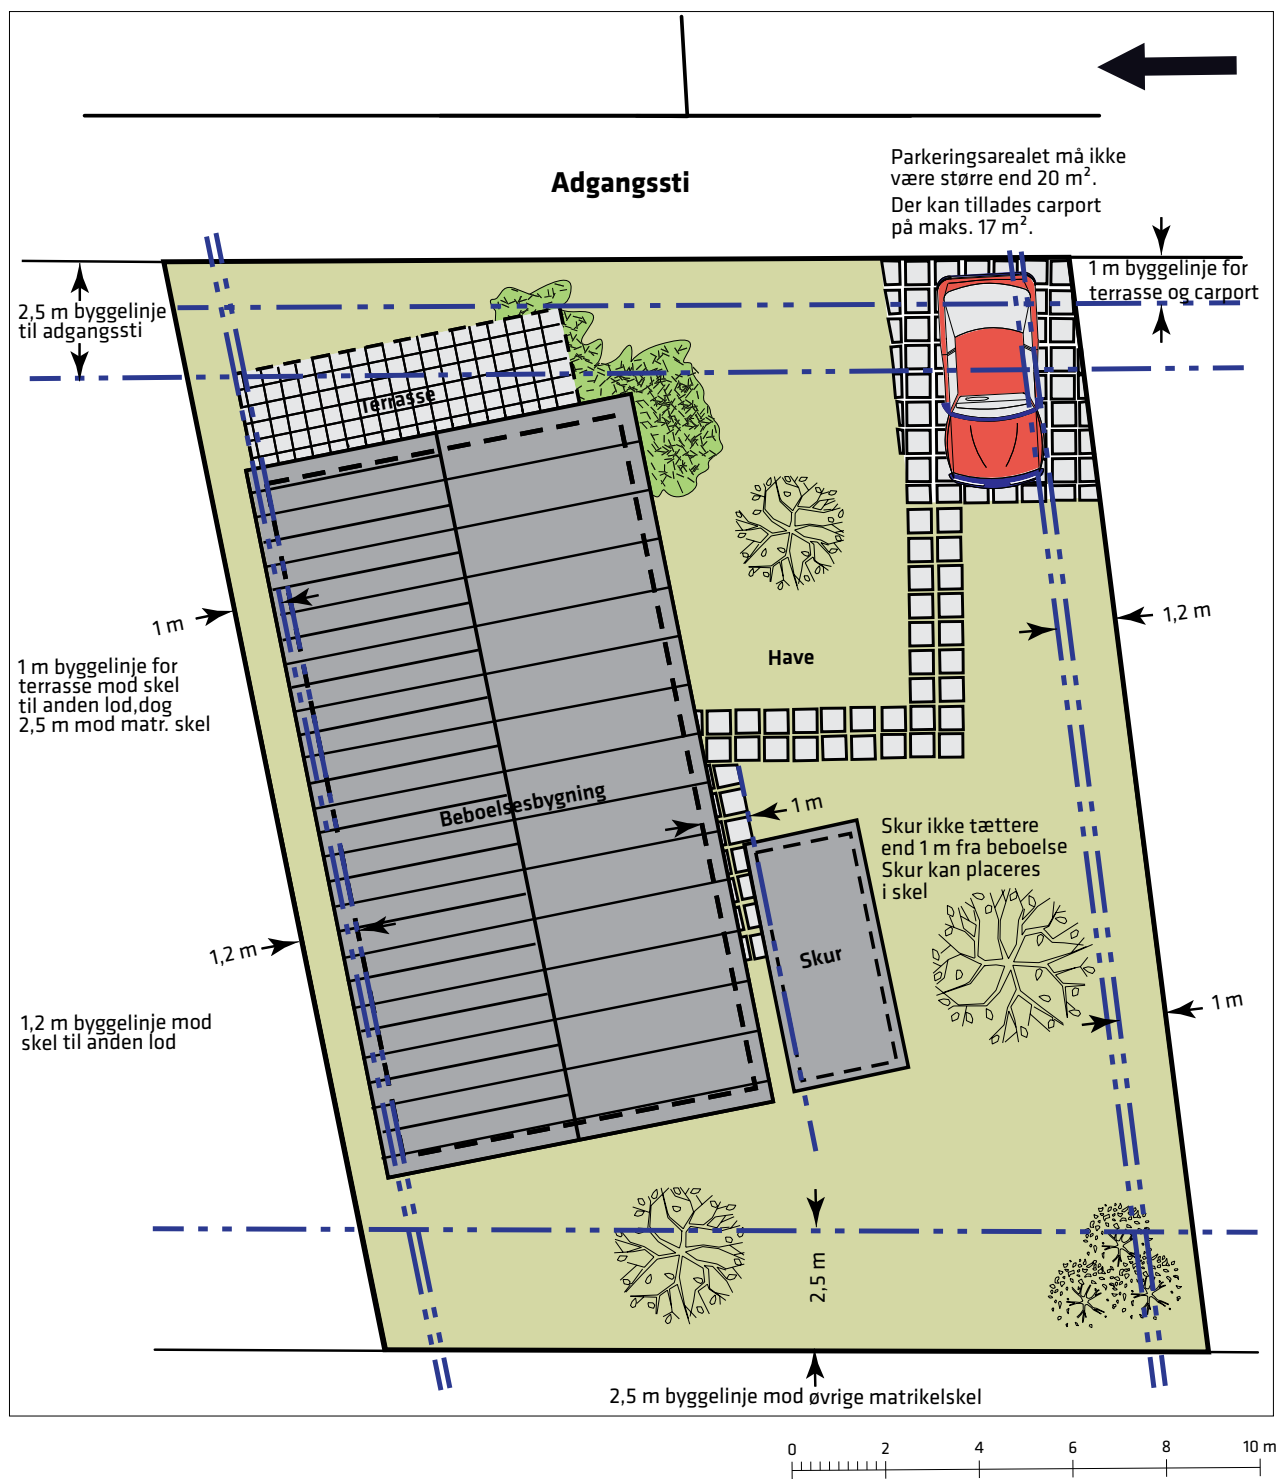 Adgangssti
Parkeringsarealet må ikke
være større end 20 m².
Der kan tillades carport
på maks. 17 m².
1 m byggelinje for
terrasse og carport
2,5 m byggelinje
til adgangssti
Terrasse
1 m
1,2 m
1 m byggelinje for
terrasse mod skel
til anden lod,dog
2,5 m mod matr. skel
Have
Beboelsesbygning
1 m
Skur ikke tættere
end 1 m fra beboelse
Skur kan placeres
i skel
1,2 m
Skur
1 m
1,2 m byggelinje mod
skel til anden lod
2,5 m
2,5 m byggelinje mod øvrige matrikelskel
0 2 4 6 8 10 m